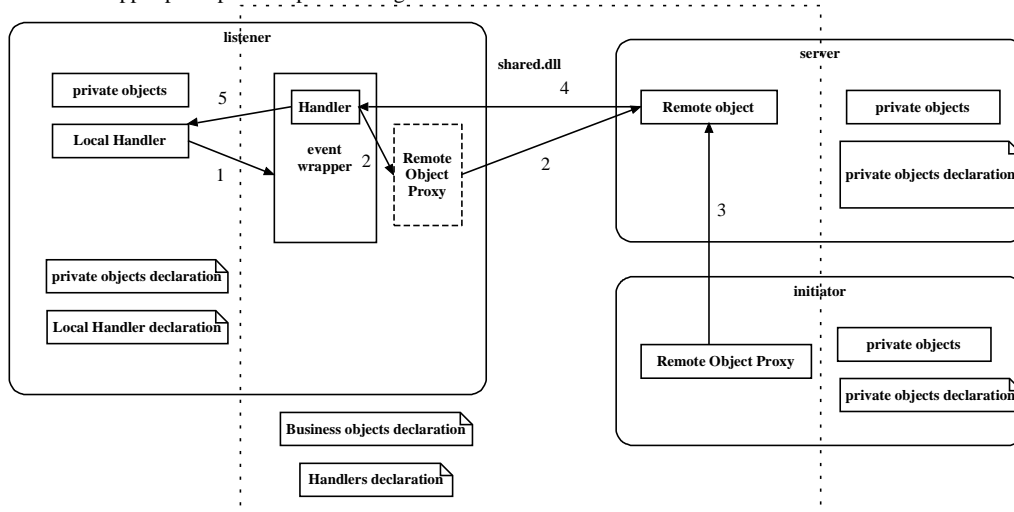 listener
shared.dll
server
private objects
Local Handler
5
1
Handler
event
wrapper
2
Remote
Object
Proxy
4
2
Remote object
private objects
private objects declaration
3
private objects declaration
Local Handler declaration
initiator
Remote Object Proxy
private objects
private objects declaration
Business objects declaration
Handlers declaration